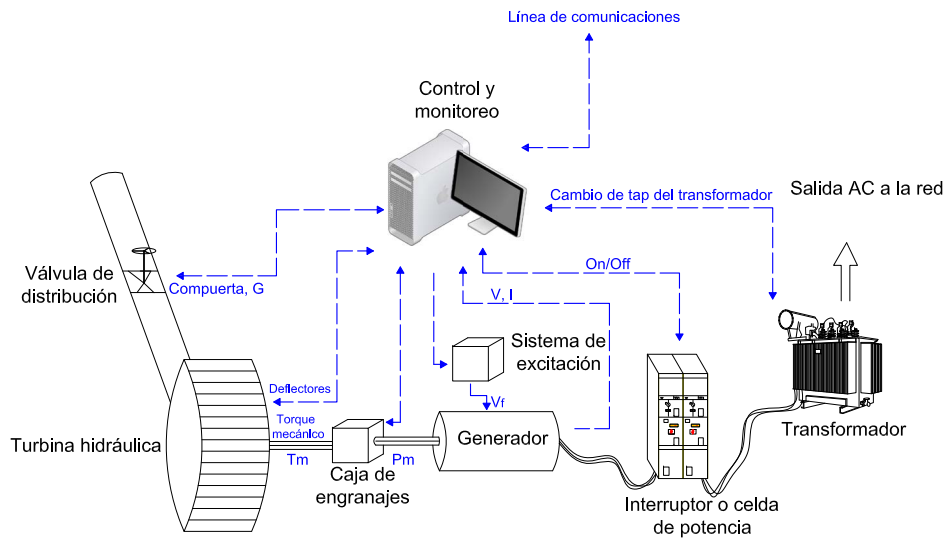 Línea de comunicaciones
Control y
monitoreo
Cambio de tap del transformador
Salida AC a la red
Válvula de
distribución
Compuerta, G
On/Off
V, I
Sistema de
excitación
Deflectores
Vf
Torque
mecánico
Turbina hidráulica
Tm
Caja de
engranajes
Pm
Generador
Transformador
Interruptor o celda
de potencia